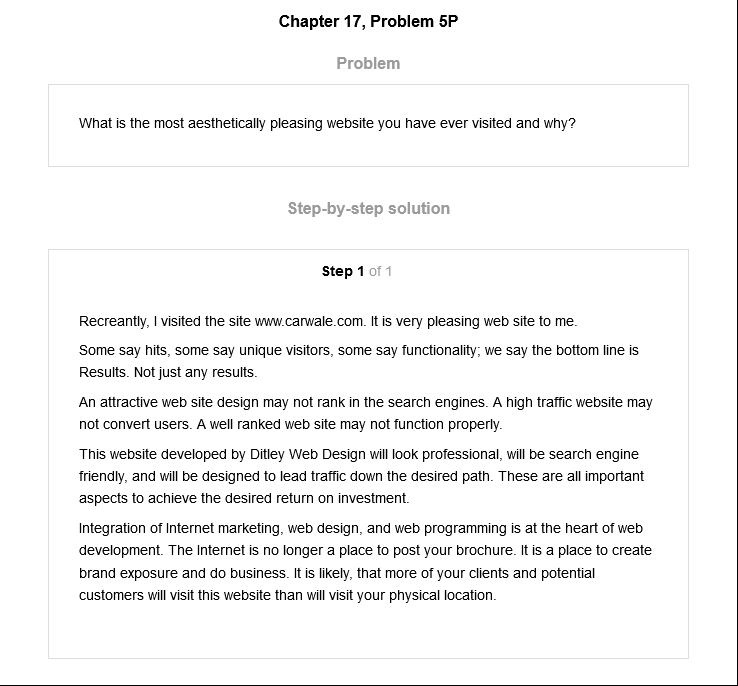 Chapter 17, Problem 5P
Problem
What is the most aesthetically pleasing website you have ever visited and why?
Step-by-step solution
Step 1 of 1
Recreantly, I visited the site www.carwale.com. It is very pleasing web site to me.
Some say hits, some say unique visitors, some say functionality; we say the bottom line is
Results. Not just any results.
An attractive web site design may not rank in the search engines. A high traffic website may
not convert users. A well ranked web site may not function properly.
This website developed by Ditley Web Design will look professional, will be search engine
friendly, and will be designed to lead traffic down the desired path. These are all important
aspects to achieve the desired return on investment.
Integration of Internet marketing, web design, and web programming is at the heart of web
development. The Internet is no longer a place to post your brochure. It is a place to create
brand exposure and do business. It is likely, that more of your clients and potential
customers will visit this website than will visit your physical location.